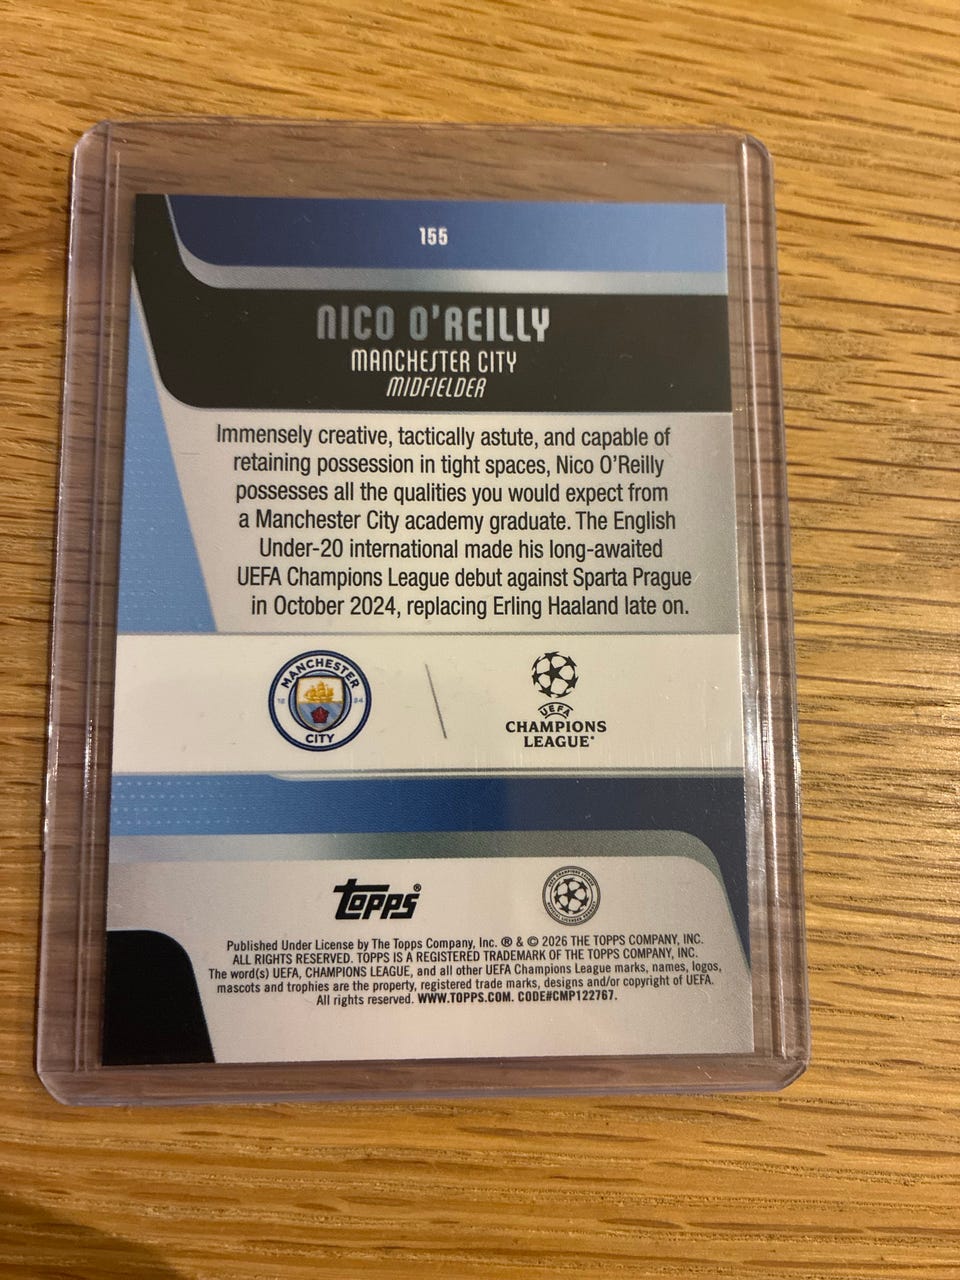 155
NICO O'REILLY
MANCHESTER CITY
MIDFIELDER
Immensely creative, tactically astute, and capable of
retaining possession in tight spaces, Nico O'Reilly
possesses all the qualities you would expect from
a Manchester City academy graduate. The English
Under-20 international made his long-awaited
UEFA Champions League debut against Sparta Prague
in October 2024, replacing Erling Haaland late on.
MANCHESTER
18 94
CITY
UEFA
CHAMPIONS
LEAGUE®
topps®
Published Under License by The Topps Company, Inc. ® & © 2026 THE TOPPS COMPANY, INC.
ALL RIGHTS RESERVED. TOPPS IS A REGISTERED TRADEMARK OF THE TOPPS COMPANY, INC.
The word(s) UEFA, CHAMPIONS LEAGUE, and all other UEFA Champions League marks, names, logos,
mascots and trophies are the property, registered trade marks, designs and/or copyright of UEFA.
All rights reserved. WWW.TOPPS.COM. CODE#CMP122767.